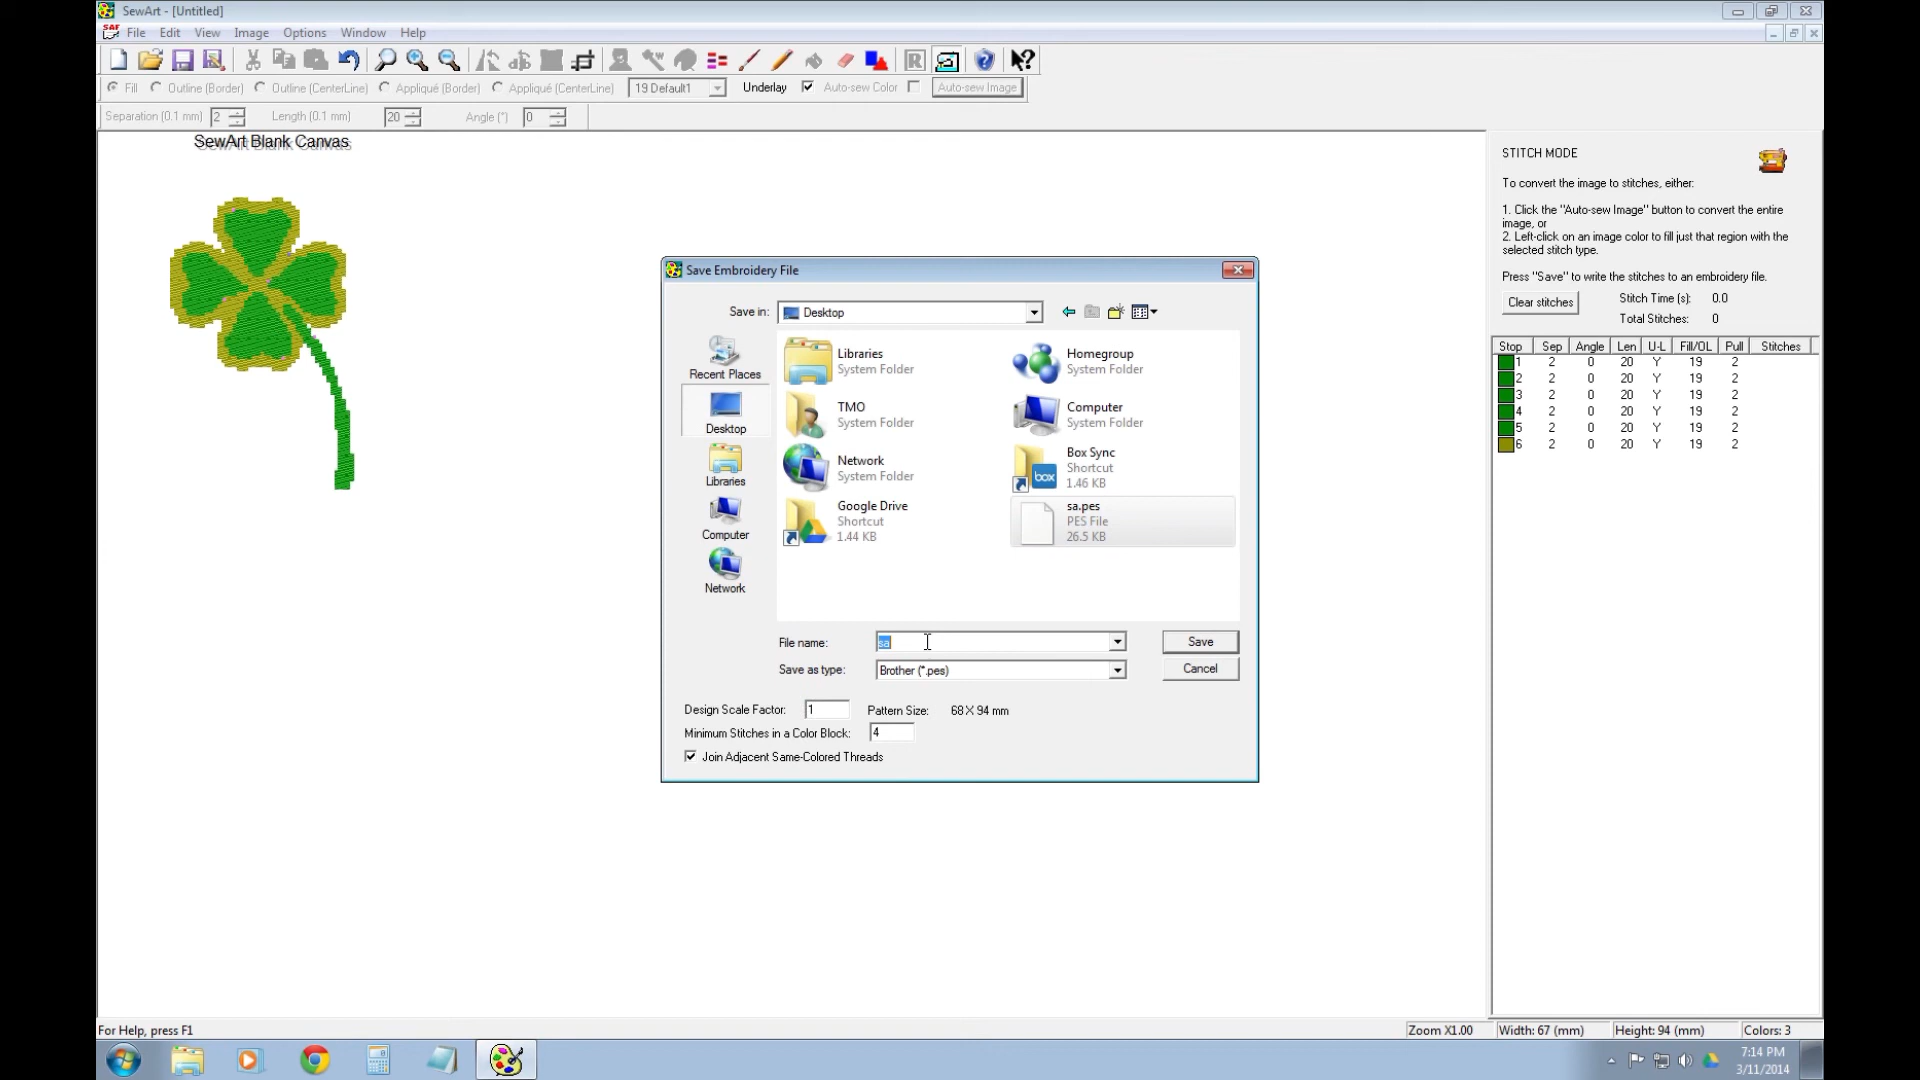 SewArt - [Untitled]
SAF File Edit View Image Options Window Help
R
Fill Outline (Border) Outline (CenterLine) Appliqué (Border) Appliqué (CenterLine) 19 Default1 Underlay Auto-sew Color Auto-sew Image
Separation (0.1 mm) 2 Length (0.1 mm) 20 Angle (°) 0
SewArt Blank Canvas
STITCH MODE
To convert the image to stitches, either:
1. Click the "Auto-sew Image" button to convert the entire
image, or
2. Left-click on an image color to fill just that region with the
selected stitch type.
Press "Save" to write the stitches to an embroidery file.
Clear stitches Stitch Time (s): 0.0
Total Stitches: 0
Stop Sep Angle Len U-L Fill/OL Pull Stitches
1 2 0 20 Y 19 2
2 2 0 20 Y 19 2
3 2 0 20 Y 19 2
4 2 0 20 Y 19 2
5 2 0 20 Y 19 2
6 2 0 20 Y 19 2
Save Embroidery File
Save in: Desktop
Recent Places
Desktop
Libraries
Computer
Network
Libraries
System Folder
Homegroup
System Folder
TMO
System Folder
Computer
System Folder
Network
System Folder
Box Sync
Shortcut
1.46 KB
box
Google Drive
Shortcut
1.44 KB
sa.pes
PES File
26.5 KB
File name: sa Save
Save as type: Brother (*.pes) Cancel
Design Scale Factor: 1 Pattern Size: 68 X 94 mm
Minimum Stitches in a Color Block: 4
Join Adjacent Same-Colored Threads
For Help, press F1 Zoom X1.00 Width: 67 (mm) Height: 94 (mm) Colors: 3
7:14 PM
3/11/2014